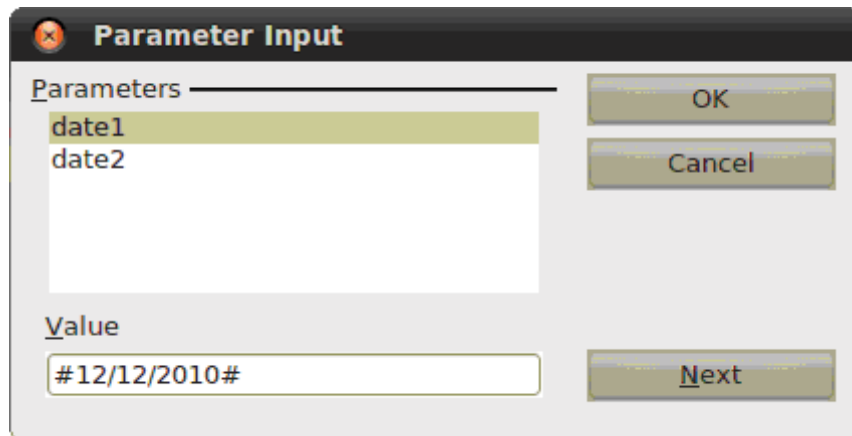 Parameter Input
Parameters
OK
date1
date2
Cancel
Value
#12/12/2010#
Next